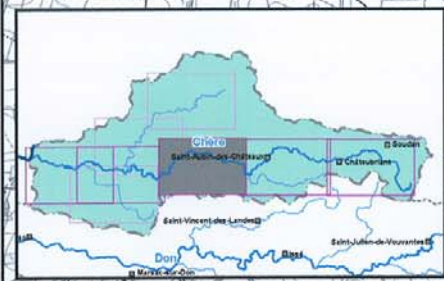 Chère
Soudan
Saint-Aubin-des-Châteaux
Châteaubriant
Saint-Vincent-des-Landes
Saint-Julien-de-Vouvantes
Issé
Don
Marsac-sur-Don